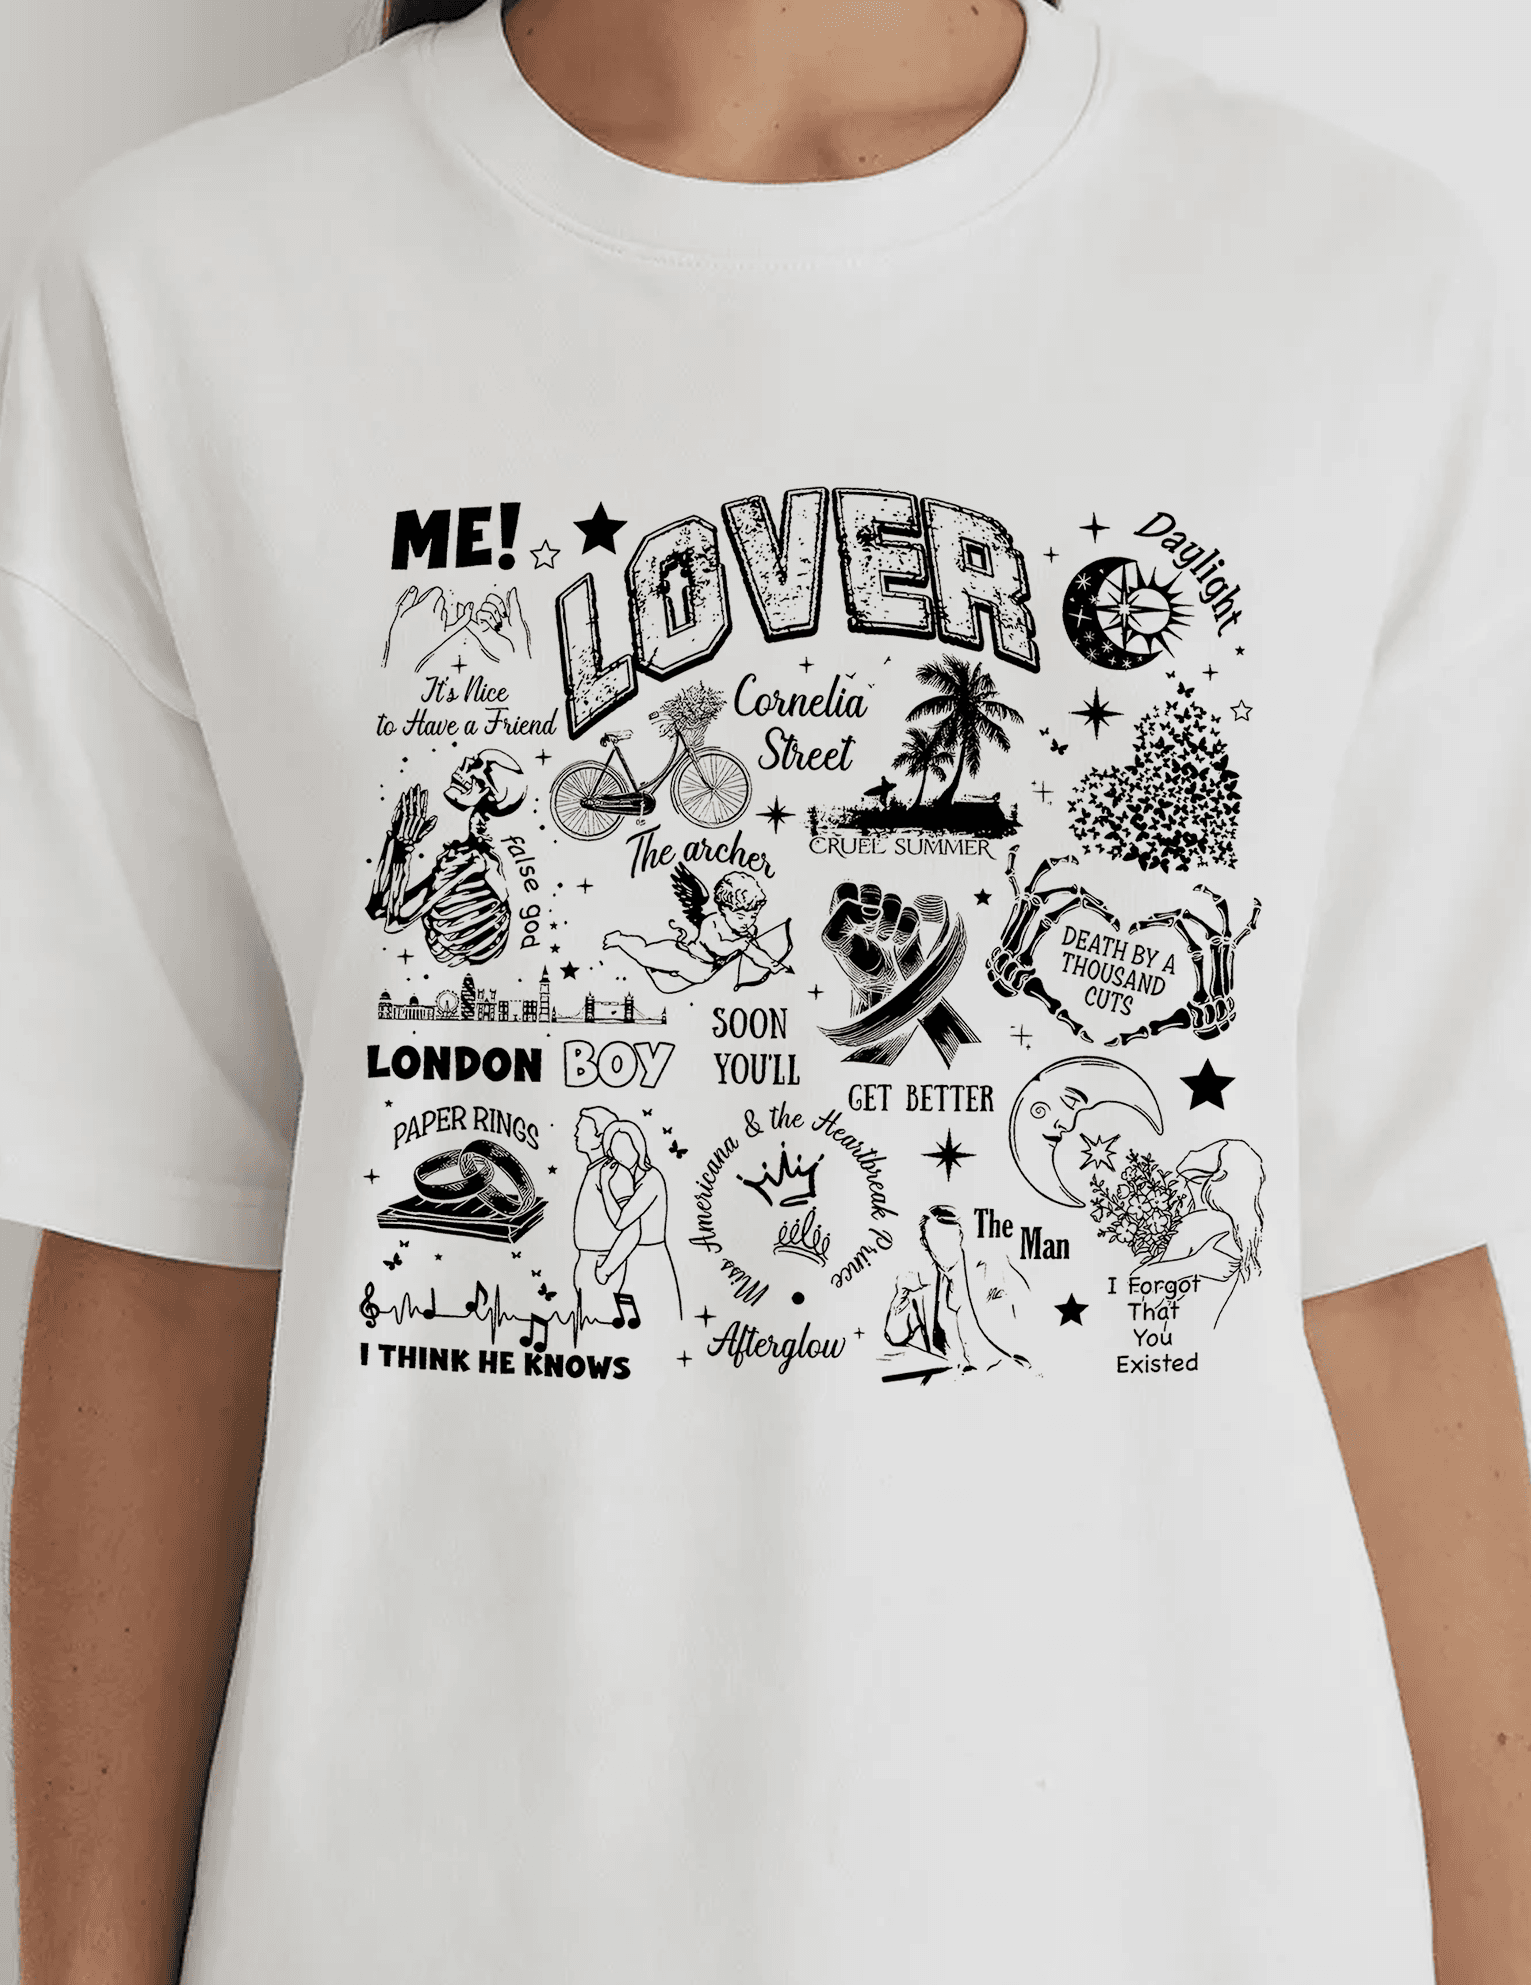 ME!
LOVER
Daylight
It's Nice
to Have a Friend
Cornelia
Street
CRUEL SUMMER
false god
The archer
DEATH BY A
THOUSAND
CUTS
LONDON BOY
SOON
YOU'LL
GET BETTER
PAPER RINGS
Miss Americana & the Heartbreak Prince
The
Man
I THINK HE KNOWS
Afterglow
I Forgot
That
You
Existed